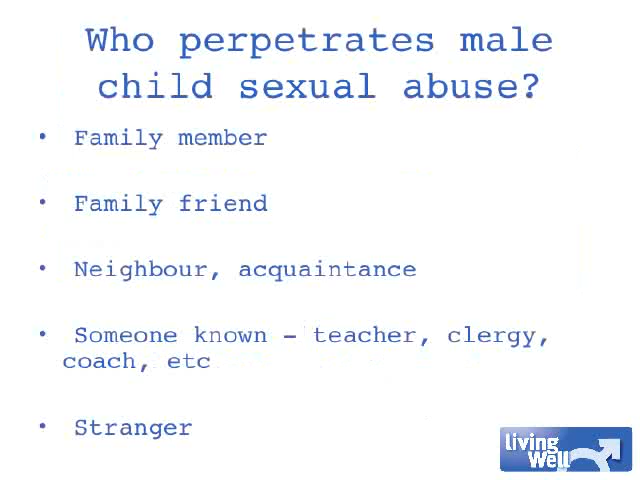 Who perpetrates male
child sexual abuse?
• Family member
• Family friend
• Neighbour, acquaintance
• Someone known – teacher, clergy,
coach, etc
• Stranger
living
Well